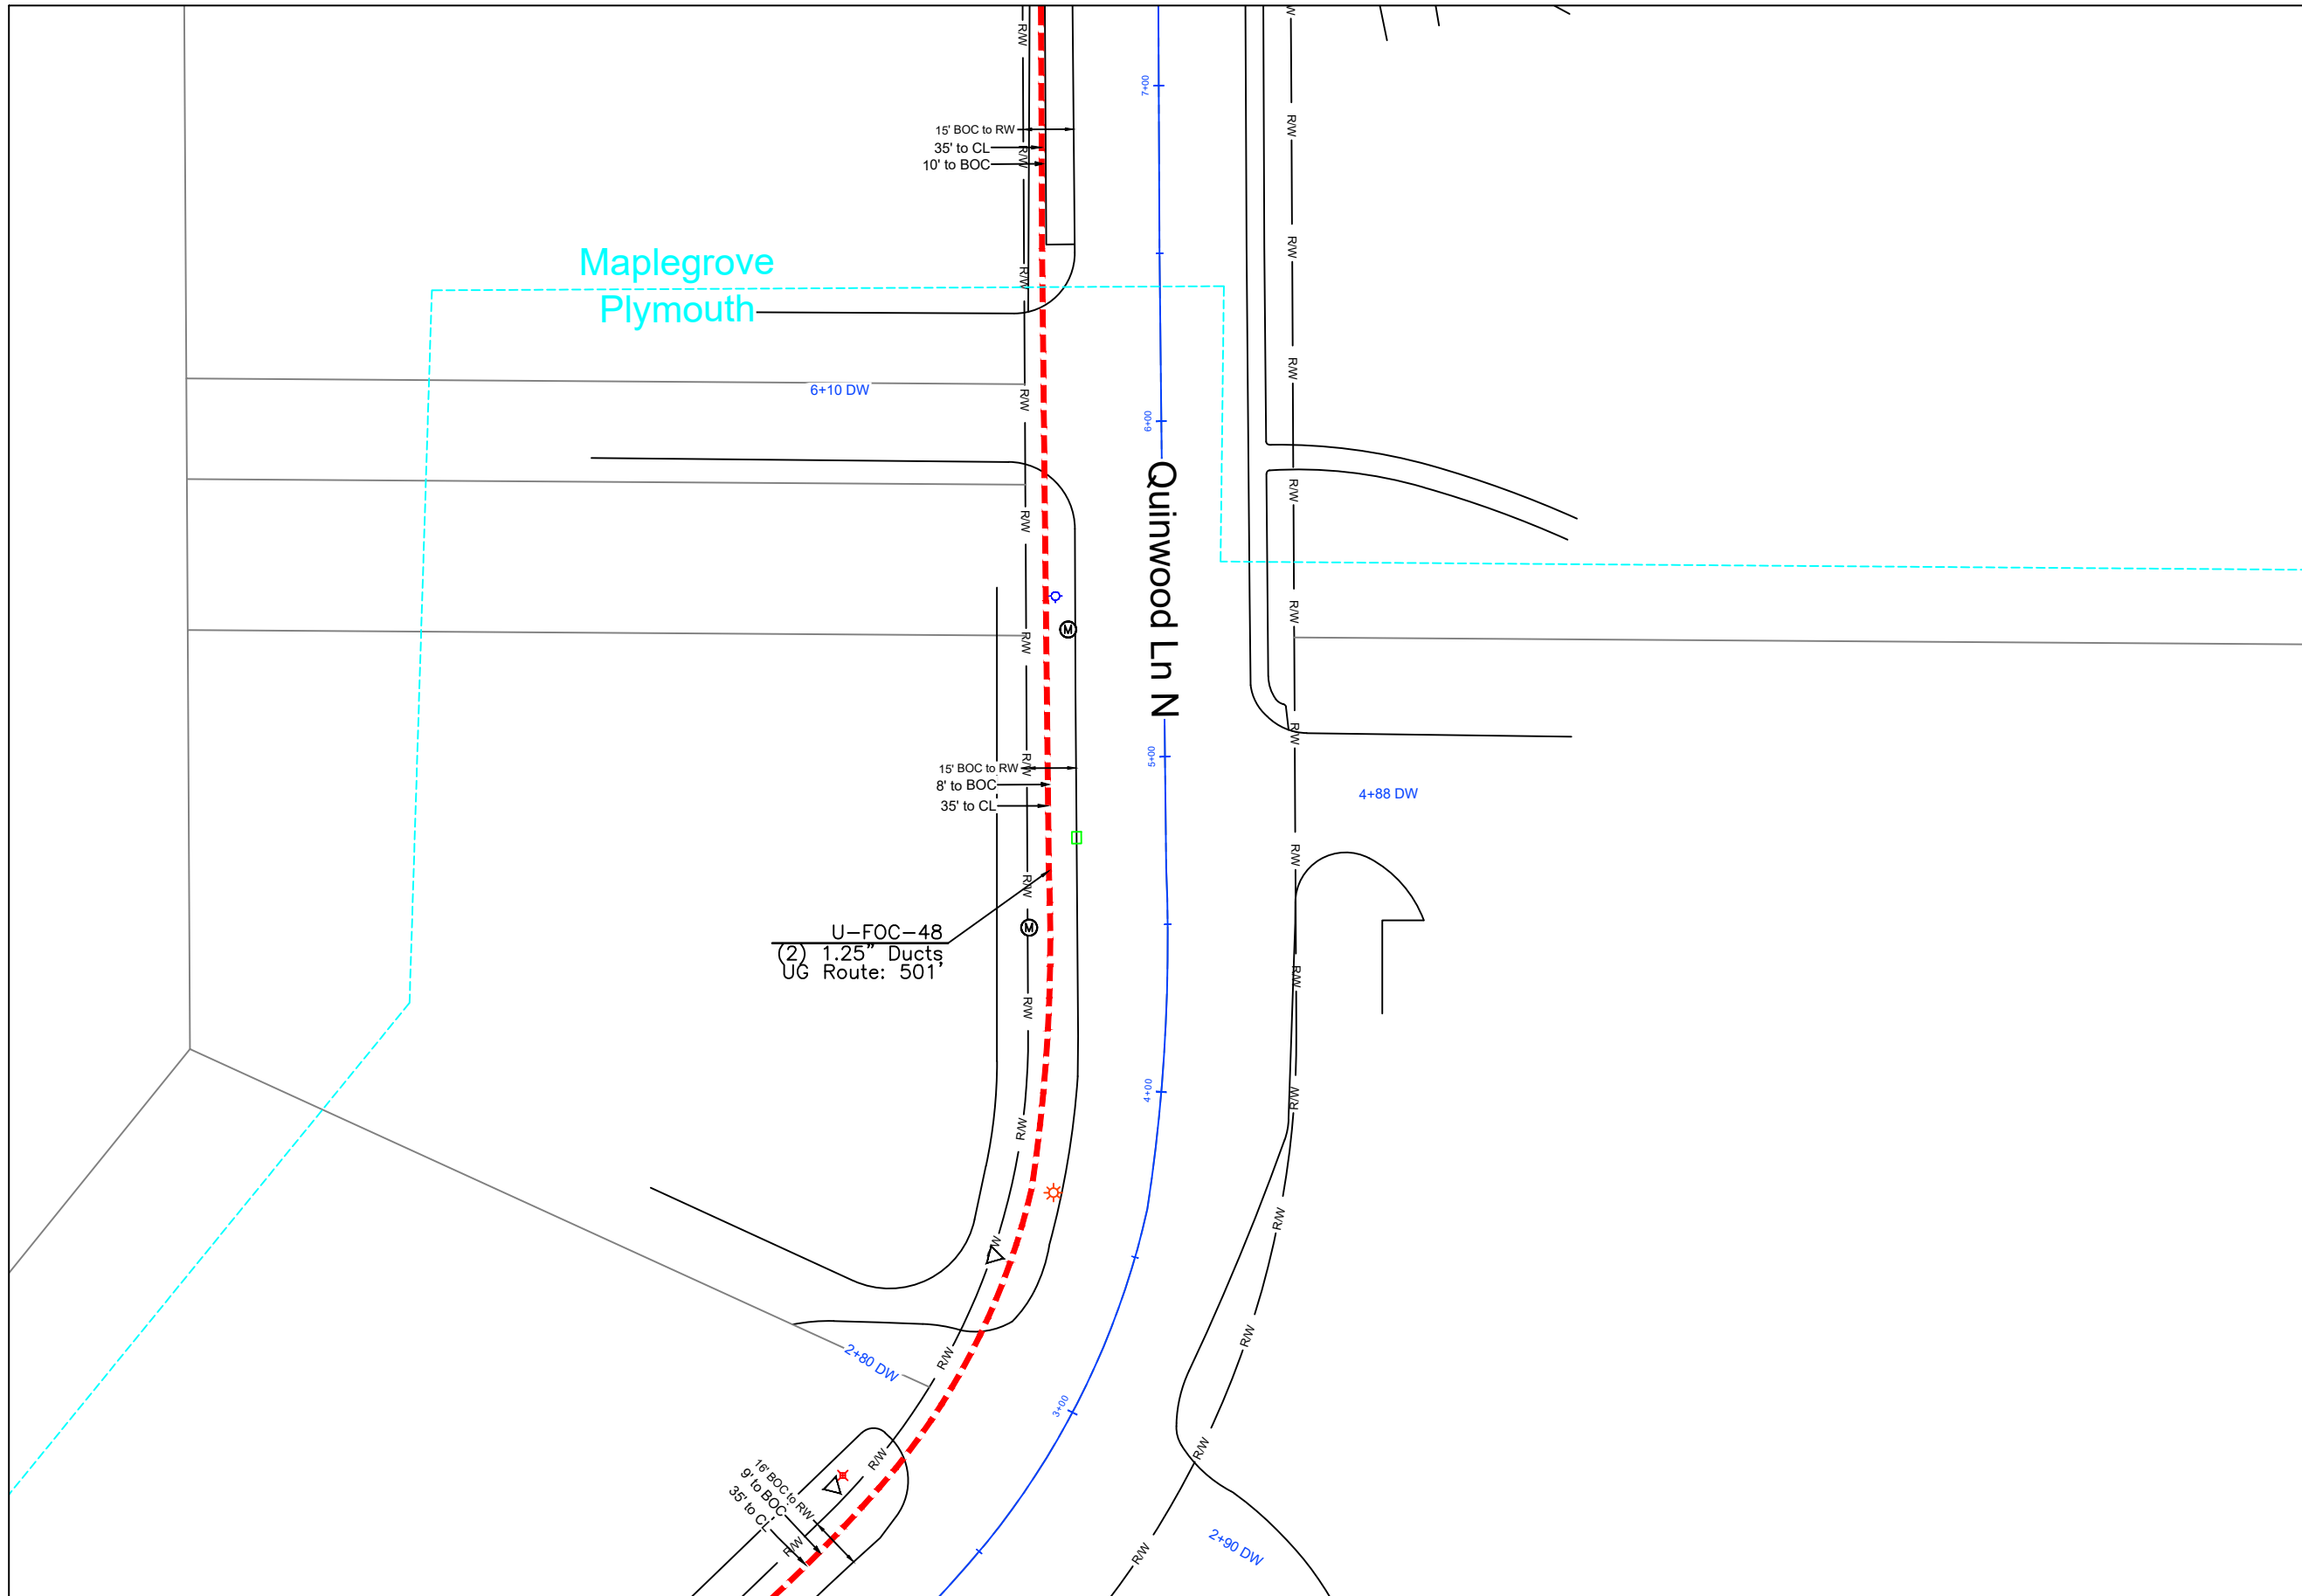 R/W
R/W
7+00
15' BOC to RW
R/W
35' to CL
R/W
10' to BOC
R/W
Maplegrove
R/W
Plymouth
R/W
6+10 DW
R/W
6+00
Quinwood Ln N
R/W
R/W
R/W
R/W
R/W
5+00
15' BOC to RW
R/W
8' to BOC
4+88 DW
35' to CL
R/W
R/W
M
M
U-FOC-48
(2) 1.25" Ducts
UG Route: 501'
R/W
R/W
4+00
R/W
R/W
R/W
R/W
R/W
2+80 DW
R/W
3+00
R/W
R/W
16' BOC to RW
9' to BOC
35' to CL
R/W
2+90 DW
R/W